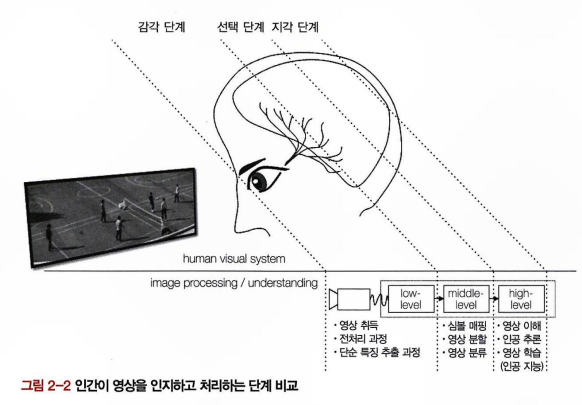 감각 단계 선택 단계 지각 단계
human visual system
image processing / understanding
low-
level
middle-
level
high-
level
· 영상 취득
· 전처리 과정
· 단순 특징 추출 과정
· 심볼 매핑
· 영상 분할
· 영상 분류
· 영상 이해
· 인공 추론
· 영상 학습
(인공 지능)
그림 2-2 인간이 영상을 인지하고 처리하는 단계 비교